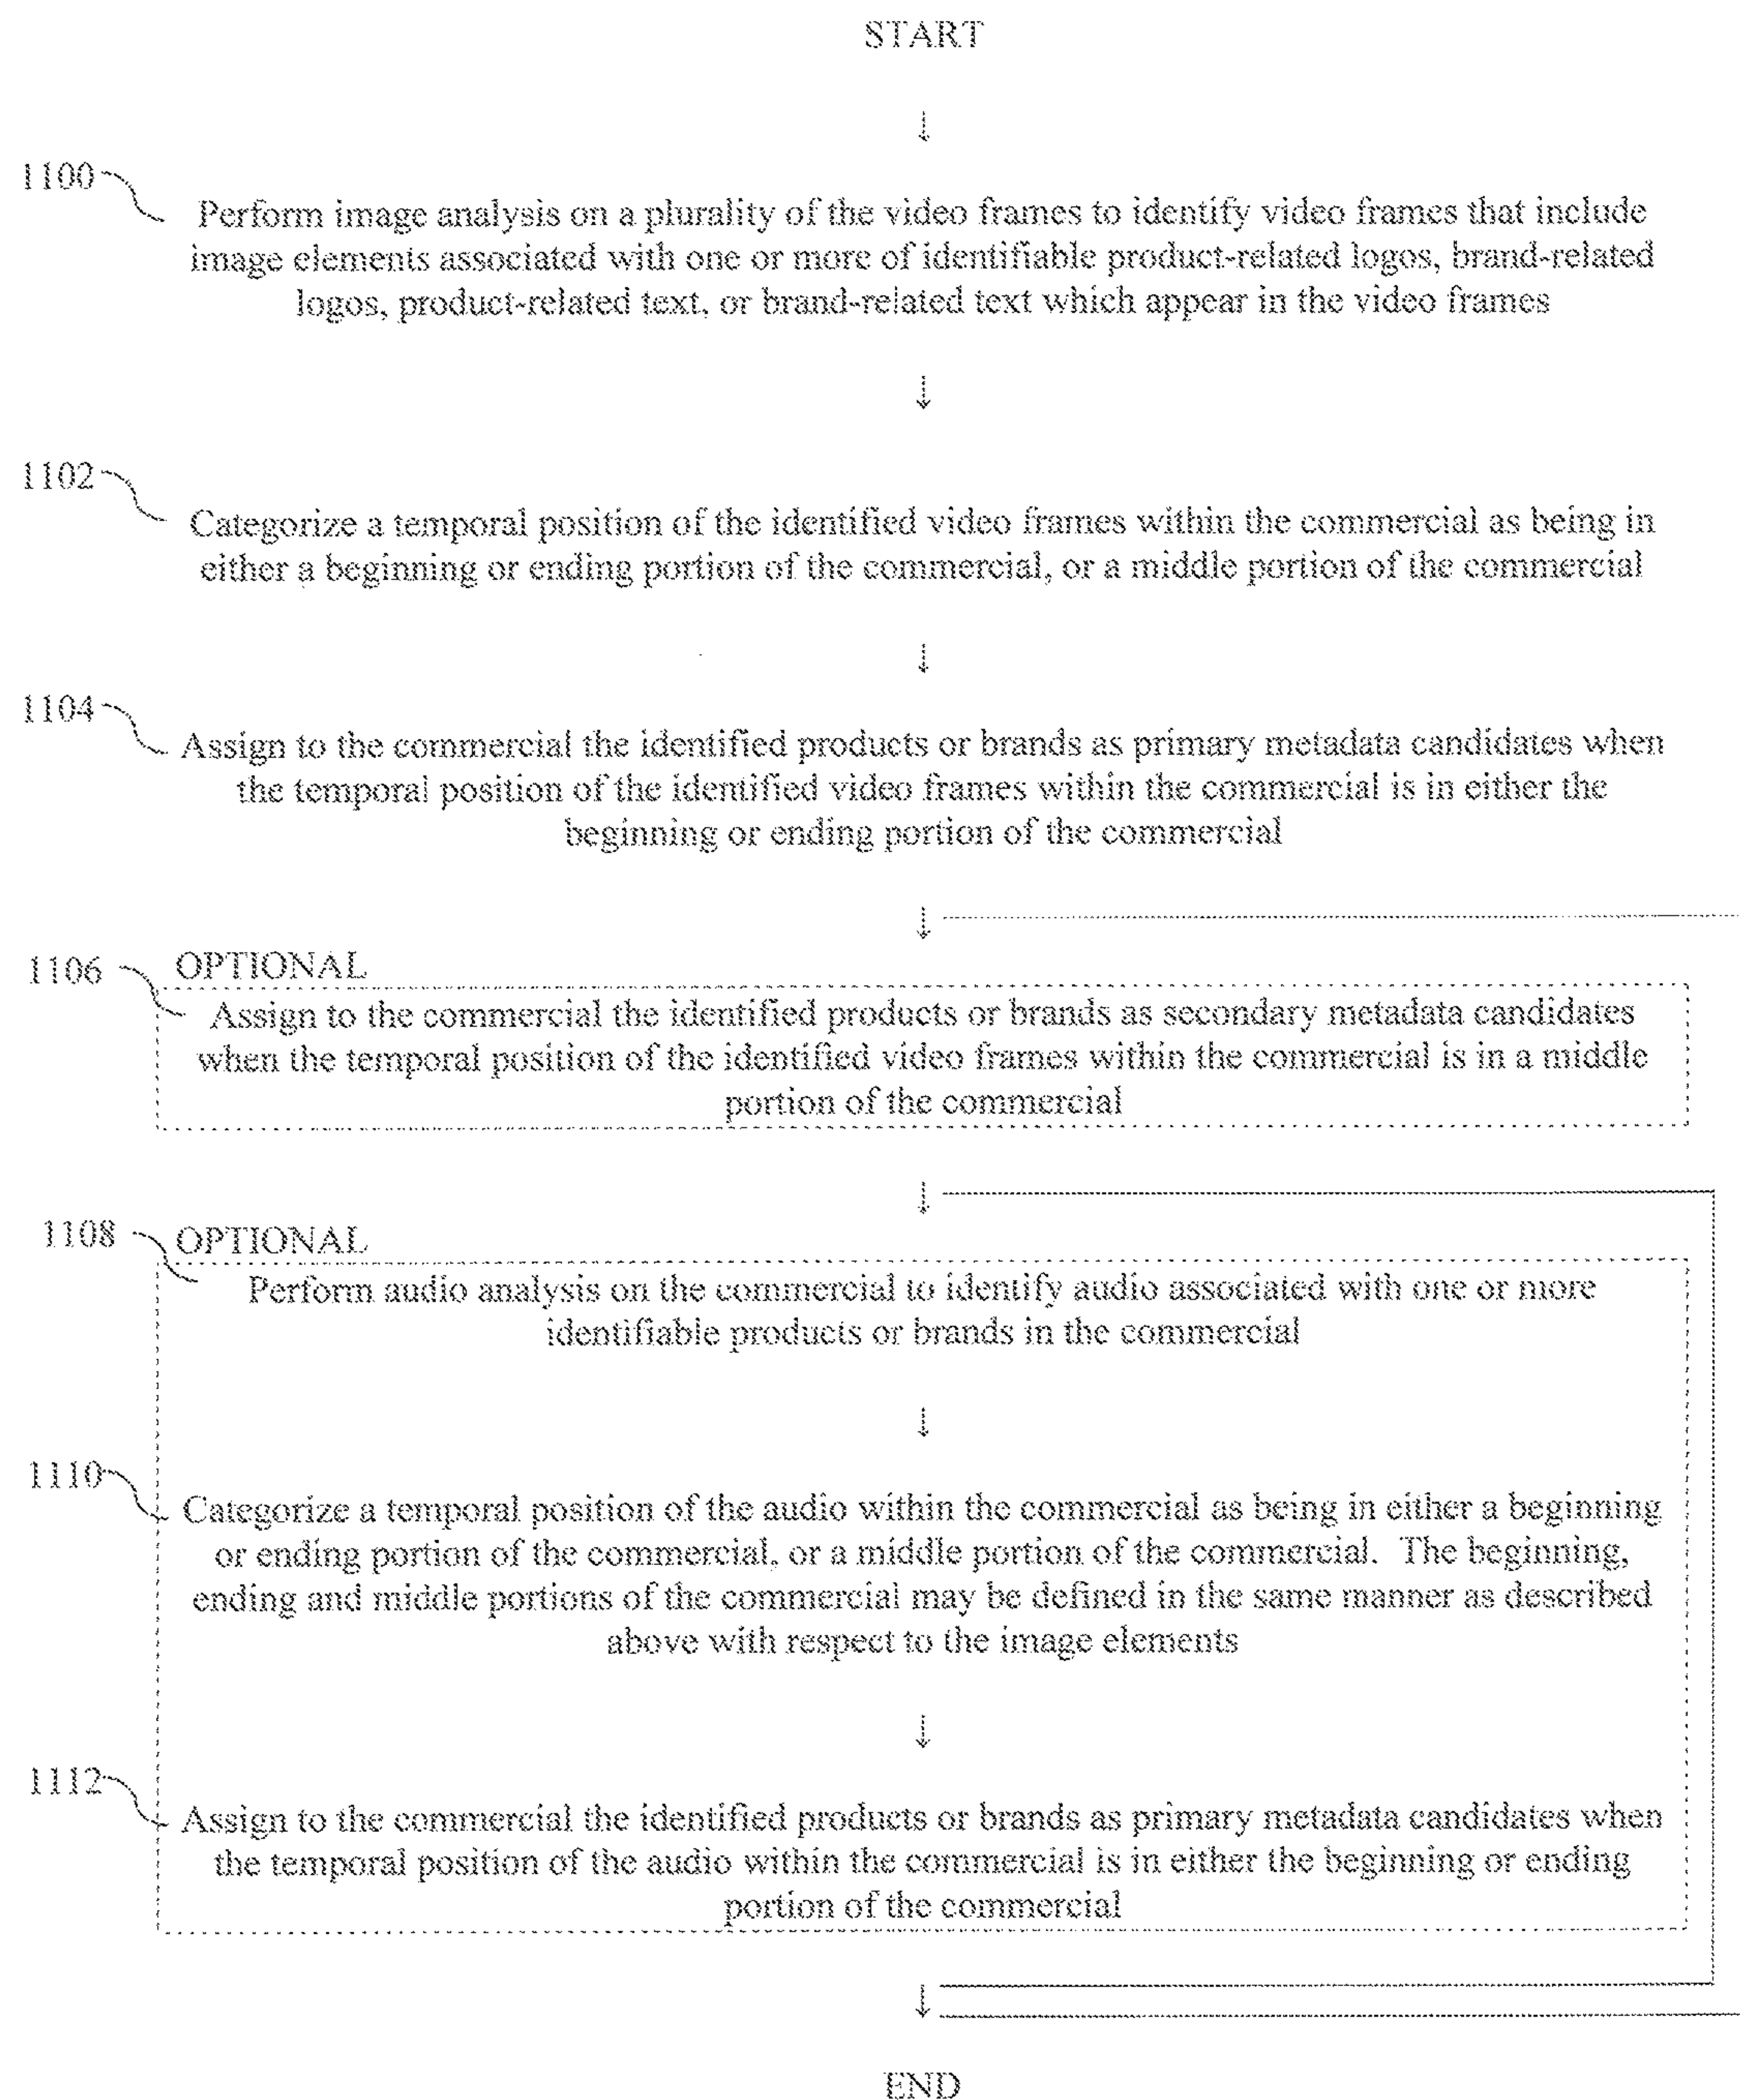 START
↓
1100
Perform image analysis on a plurality of the video frames to identify video frames that include
image elements associated with one or more of identifiable product-related logos, brand-related
logos, product-related text, or brand-related text which appear in the video frames
↓
1102
Categorize a temporal position of the identified video frames within the commercial as being in
either a beginning or ending portion of the commercial, or a middle portion of the commercial
↓
1104
Assign to the commercial the identified products or brands as primary metadata candidates when
the temporal position of the identified video frames within the commercial is in either the
beginning or ending portion of the commercial
↓
1106
OPTIONAL
Assign to the commercial the identified products or brands as secondary metadata candidates
when the temporal position of the identified video frames within the commercial is in a middle
portion of the commercial
↓
1108
OPTIONAL
Perform audio analysis on the commercial to identify audio associated with one or more
identifiable products or brands in the commercial
↓
1110
Categorize a temporal position of the audio within the commercial as being in either a beginning
or ending portion of the commercial, or a middle portion of the commercial. The beginning,
ending and middle portions of the commercial may be defined in the same manner as described
above with respect to the image elements
↓
1112
Assign to the commercial the identified products or brands as primary metadata candidates when
the temporal position of the audio within the commercial is in either the beginning or ending
portion of the commercial
↓
END